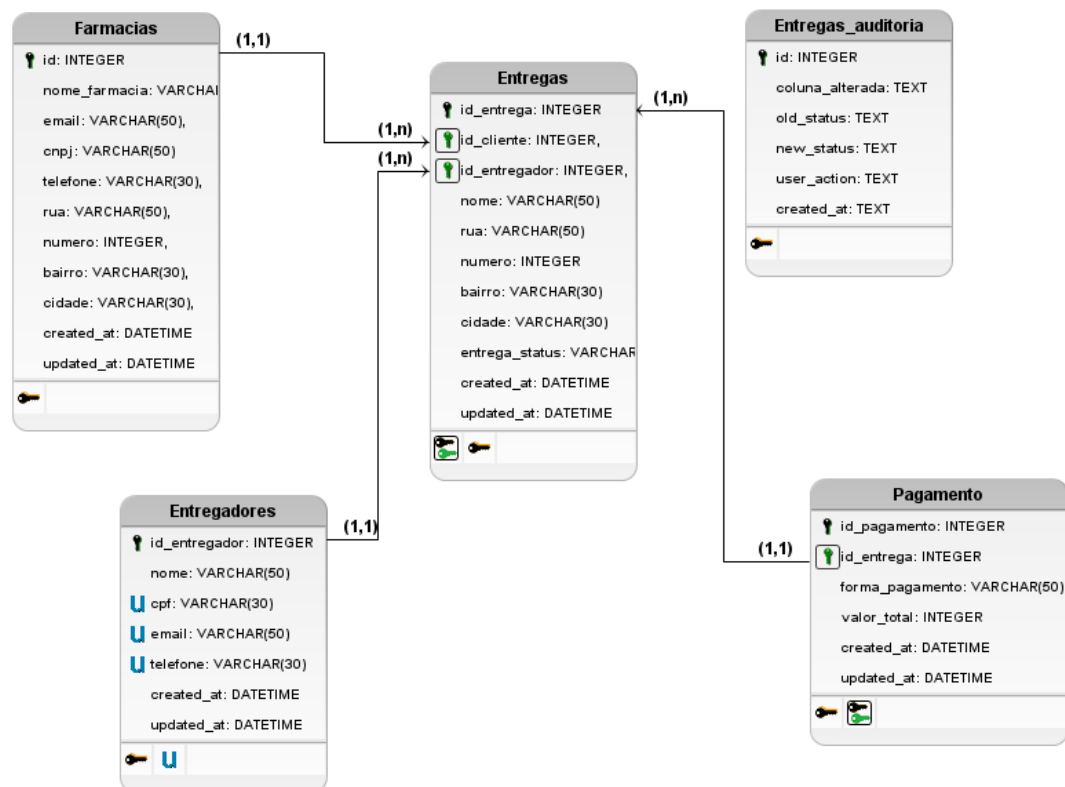 Farmacias
id: INTEGER
nome_farmacia: VARCHA
email: VARCHAR(50),
cnpj: VARCHAR(50)
telefone: VARCHAR(30),
rua: VARCHAR(50),
numero: INTEGER,
bairro: VARCHAR(30),
cidade: VARCHAR(30),
created_at: DATETIME
updated_at: DATETIME
(1,1)
(1,n)
(1,n)
Entregas
id_entrega: INTEGER
id_cliente: INTEGER,
id_entregador: INTEGER,
nome: VARCHAR(50)
rua: VARCHAR(50)
numero: INTEGER
bairro: VARCHAR(30)
cidade: VARCHAR(30)
entrega_status: VARCHAR
created_at: DATETIME
updated_at: DATETIME
(1,n)
Entregas_auditoria
id: INTEGER
coluna_alterada: TEXT
old_status: TEXT
new_status: TEXT
user_action: TEXT
created_at: TEXT
Entregadores
id_entregador: INTEGER
nome: VARCHAR(50)
U cpf: VARCHAR(30)
U email: VARCHAR(50)
U telefone: VARCHAR(30)
created_at: DATETIME
updated_at: DATETIME
U
(1,1)
(1,1)
Pagamento
id_pagamento: INTEGER
id_entrega: INTEGER
forma_pagamento: VARCHAR(50)
valor_total: INTEGER
created_at: DATETIME
updated_at: DATETIME